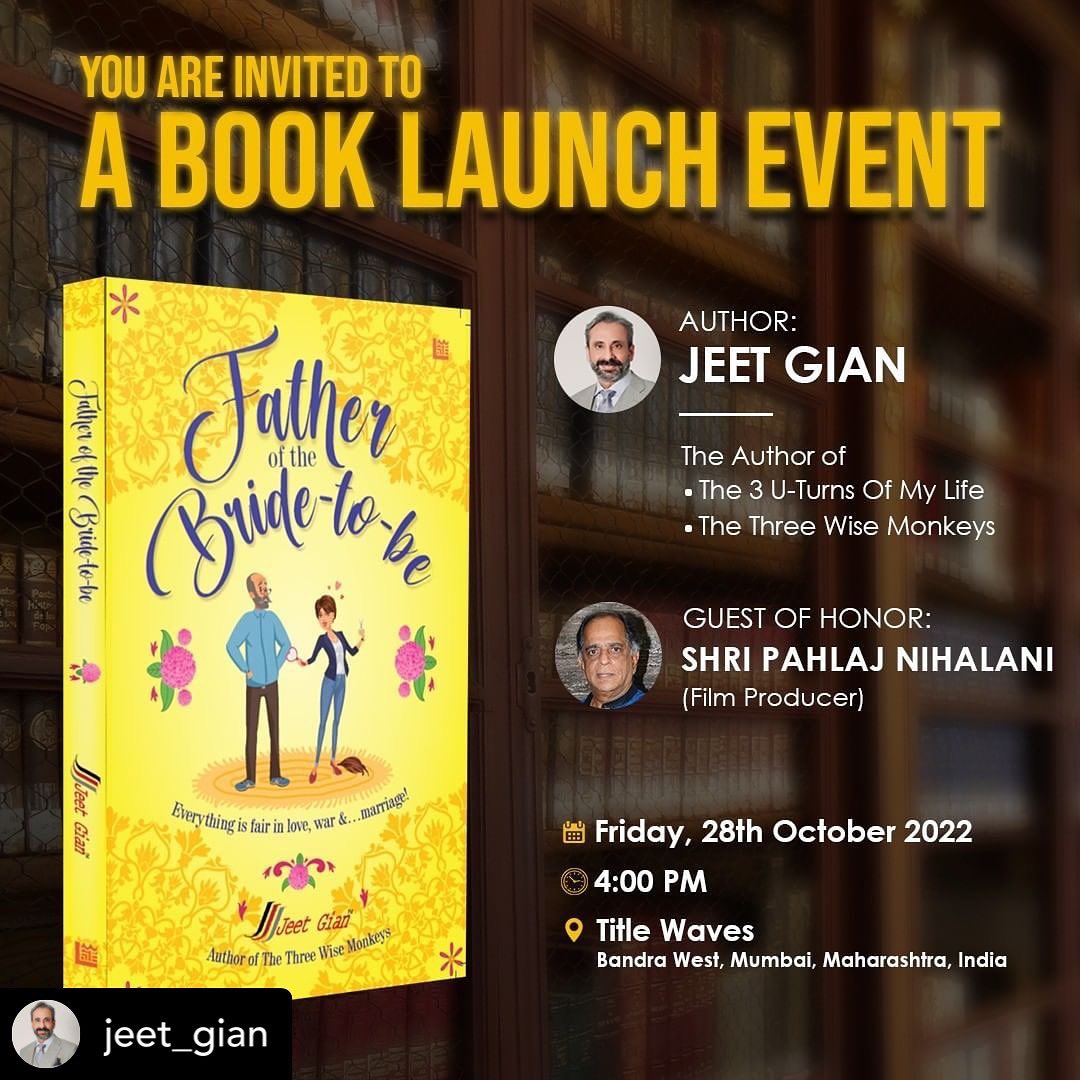 YOU ARE INVITED TO
A BOOK LAUNCH EVENT
Father
of the
Bride-to-be
Everything is fair in love, war &...marriage!
Jeet Gian™
Author of The Three Wise Monkeys
Father of the Bride-to-be
Jeet Gian™
AUTHOR:
JEET GIAN
The Author of
• The 3 U-Turns Of My Life
• The Three Wise Monkeys
GUEST OF HONOR:
SHRI PAHLAJ NIHALANI
(Film Producer)
Friday, 28th October 2022
4:00 PM
Title Waves
Bandra West, Mumbai, Maharashtra, India
jeet_gian